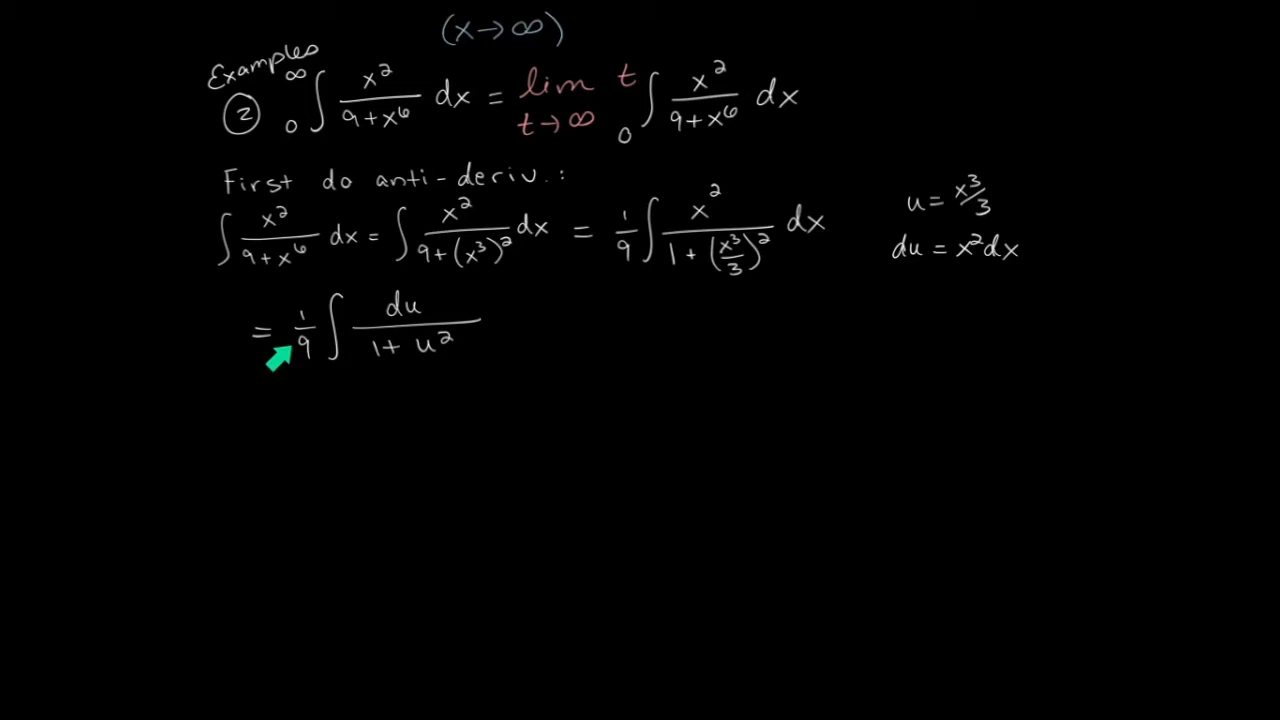 (x→∞)
Examples
② ₀∫^∞ x²/(9+x⁶) dx = lim t→∞ ₀∫^t x²/(9+x⁶) dx
First do anti-deriv.:
∫ x²/(9+x⁶) dx = ∫ x²/(9+(x³)²) dx = 1/9 ∫ x²/(1+(x³/3)²) dx
u = x³/3
du = x²dx
= 1/9 ∫ du/(1+u²)